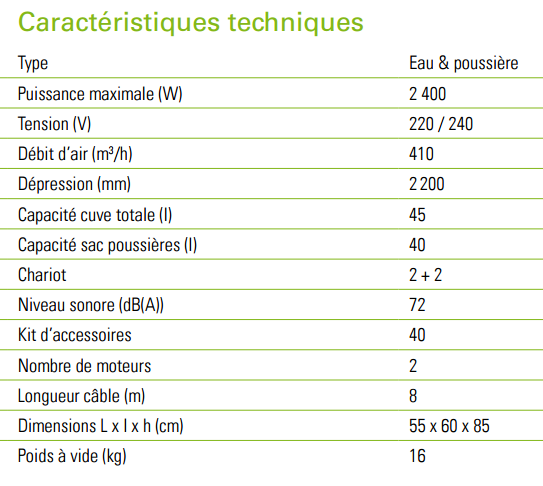 Caractéristiques techniques
Type Eau & poussière
Puissance maximale (W) 2 400
Tension (V) 220 / 240
Débit d’air (m³/h) 410
Dépression (mm) 2 200
Capacité cuve totale (l) 45
Capacité sac poussières (l) 40
Chariot 2 + 2
Niveau sonore (dB(A)) 72
Kit d’accessoires 40
Nombre de moteurs 2
Longueur câble (m) 8
Dimensions L x l x h (cm) 55 x 60 x 85
Poids à vide (kg) 16